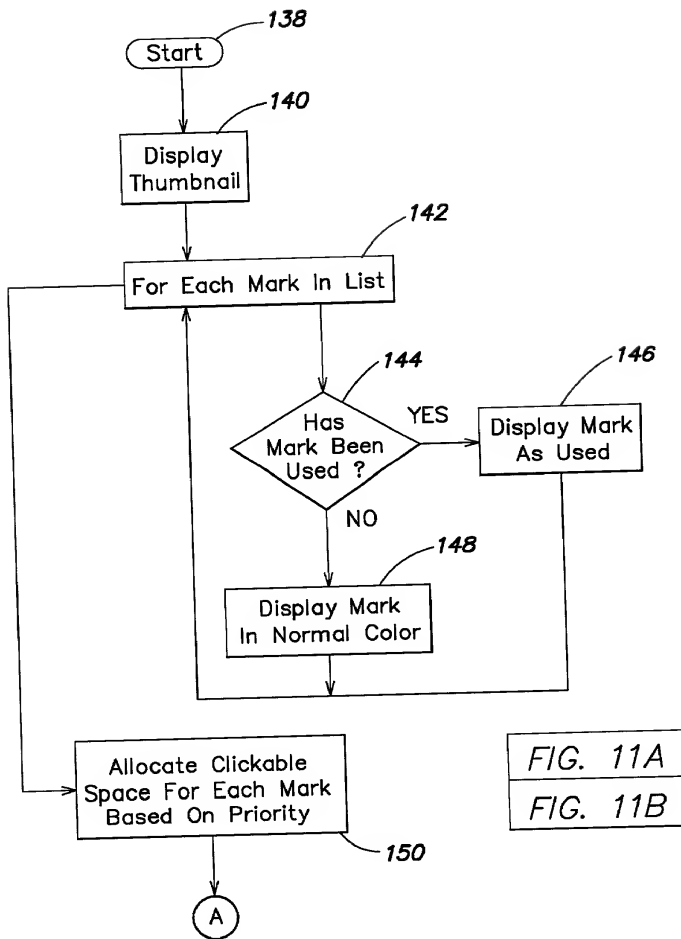 138
Start
140
Display
Thumbnail
142
For Each Mark In List
144
Has
Mark Been
Used ?
YES
146
Display Mark
As Used
NO
148
Display Mark
In Normal Color
Allocate Clickable
Space For Each Mark
Based On Priority
150
A
FIG. 11A
FIG. 11B